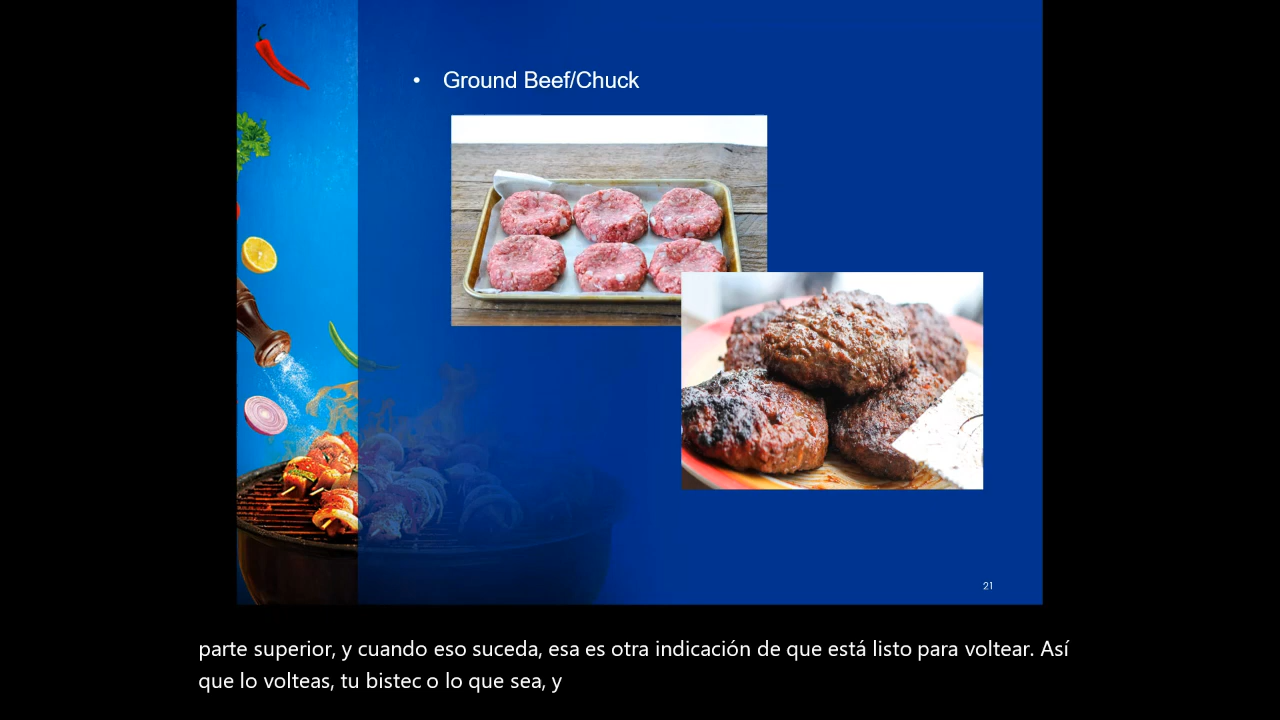 • Ground Beef/Chuck
21
parte superior, y cuando eso suceda, esa es otra indicación de que está listo para voltear. Así
que lo volteas, tu bistec o lo que sea, y